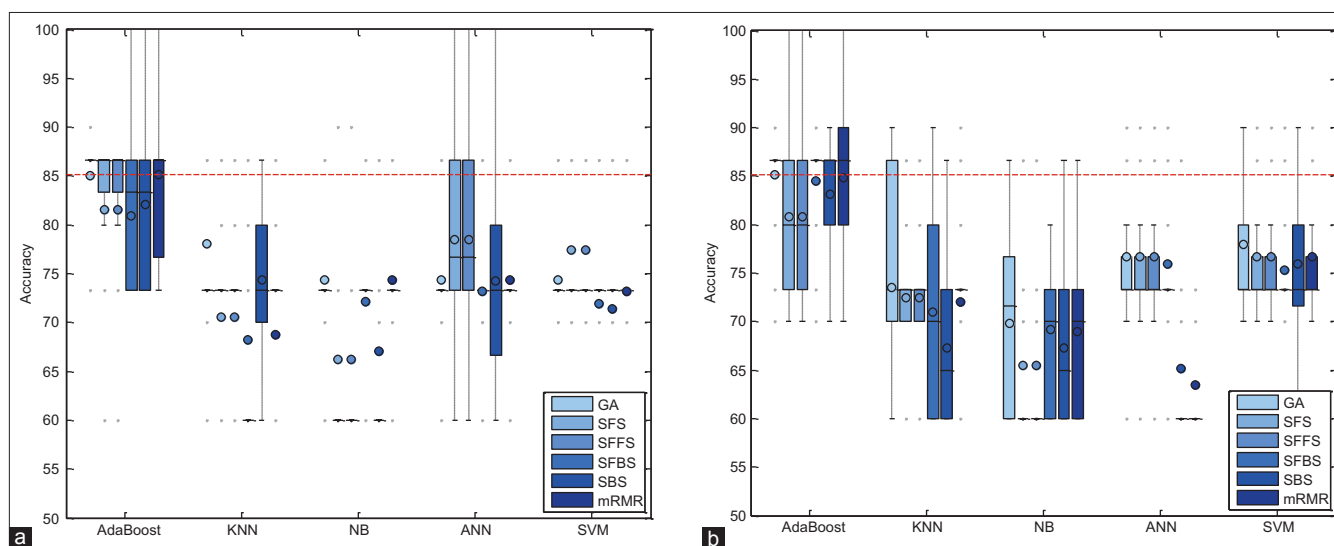 100
95
90
85
80
75
70
65
60
55
50
Accuracy
AdaBoost KNN NB ANN SVM
GA
SFS
SFFS
SFBS
SBS
mRMR
a
100
95
90
85
80
75
70
65
60
55
50
Accuracy
AdaBoost KNN NB ANN SVM
GA
SFS
SFFS
SFBS
SBS
mRMR
b